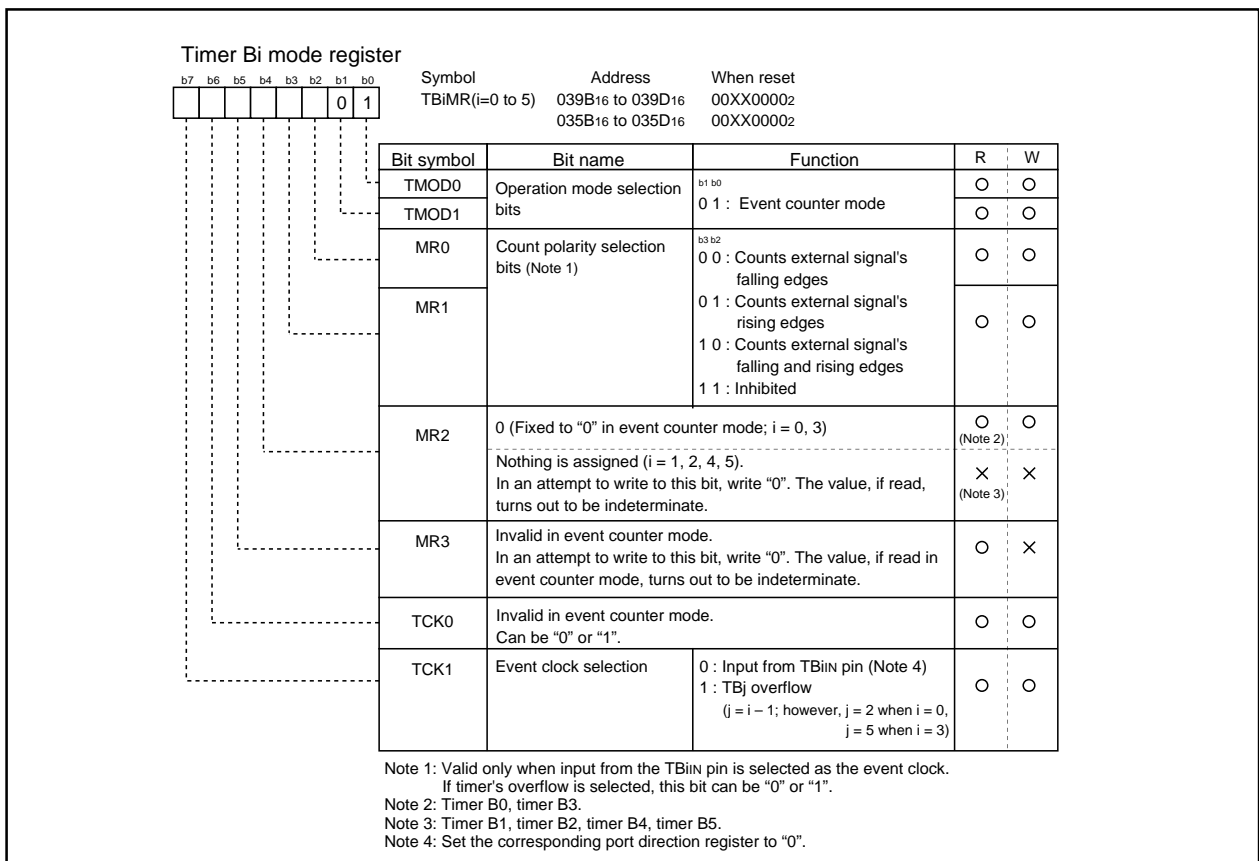 Timer Bi mode register
b7 b6 b5 b4 b3 b2 b1 b0
0 1
Symbol Address When reset
TBiMR(i=0 to 5) 039B16 to 039D16 00XX00002
035B16 to 035D16 00XX00002
Bit symbol Bit name Function R W
TMOD0
TMOD1
Operation mode selection
bits
b1 b0
0 1 : Event counter mode
MR0
MR1
Count polarity selection
bits (Note 1)
b3 b2
0 0 : Counts external signal's
falling edges
0 1 : Counts external signal's
rising edges
1 0 : Counts external signal's
falling and rising edges
1 1 : Inhibited
MR2
0 (Fixed to “0” in event counter mode; i = 0, 3)
(Note 2)
Nothing is assigned (i = 1, 2, 4, 5).
In an attempt to write to this bit, write “0”. The value, if read,
turns out to be indeterminate.
(Note 3)
MR3
Invalid in event counter mode.
In an attempt to write to this bit, write “0”. The value, if read in
event counter mode, turns out to be indeterminate.
TCK0
Invalid in event counter mode.
Can be “0” or “1”.
TCK1
Event clock selection
0 : Input from TBiIN pin (Note 4)
1 : TBj overflow
(j = i – 1; however, j = 2 when i = 0,
j = 5 when i = 3)
Note 1: Valid only when input from the TBiIN pin is selected as the event clock.
If timer's overflow is selected, this bit can be “0” or “1”.
Note 2: Timer B0, timer B3.
Note 3: Timer B1, timer B2, timer B4, timer B5.
Note 4: Set the corresponding port direction register to “0”.